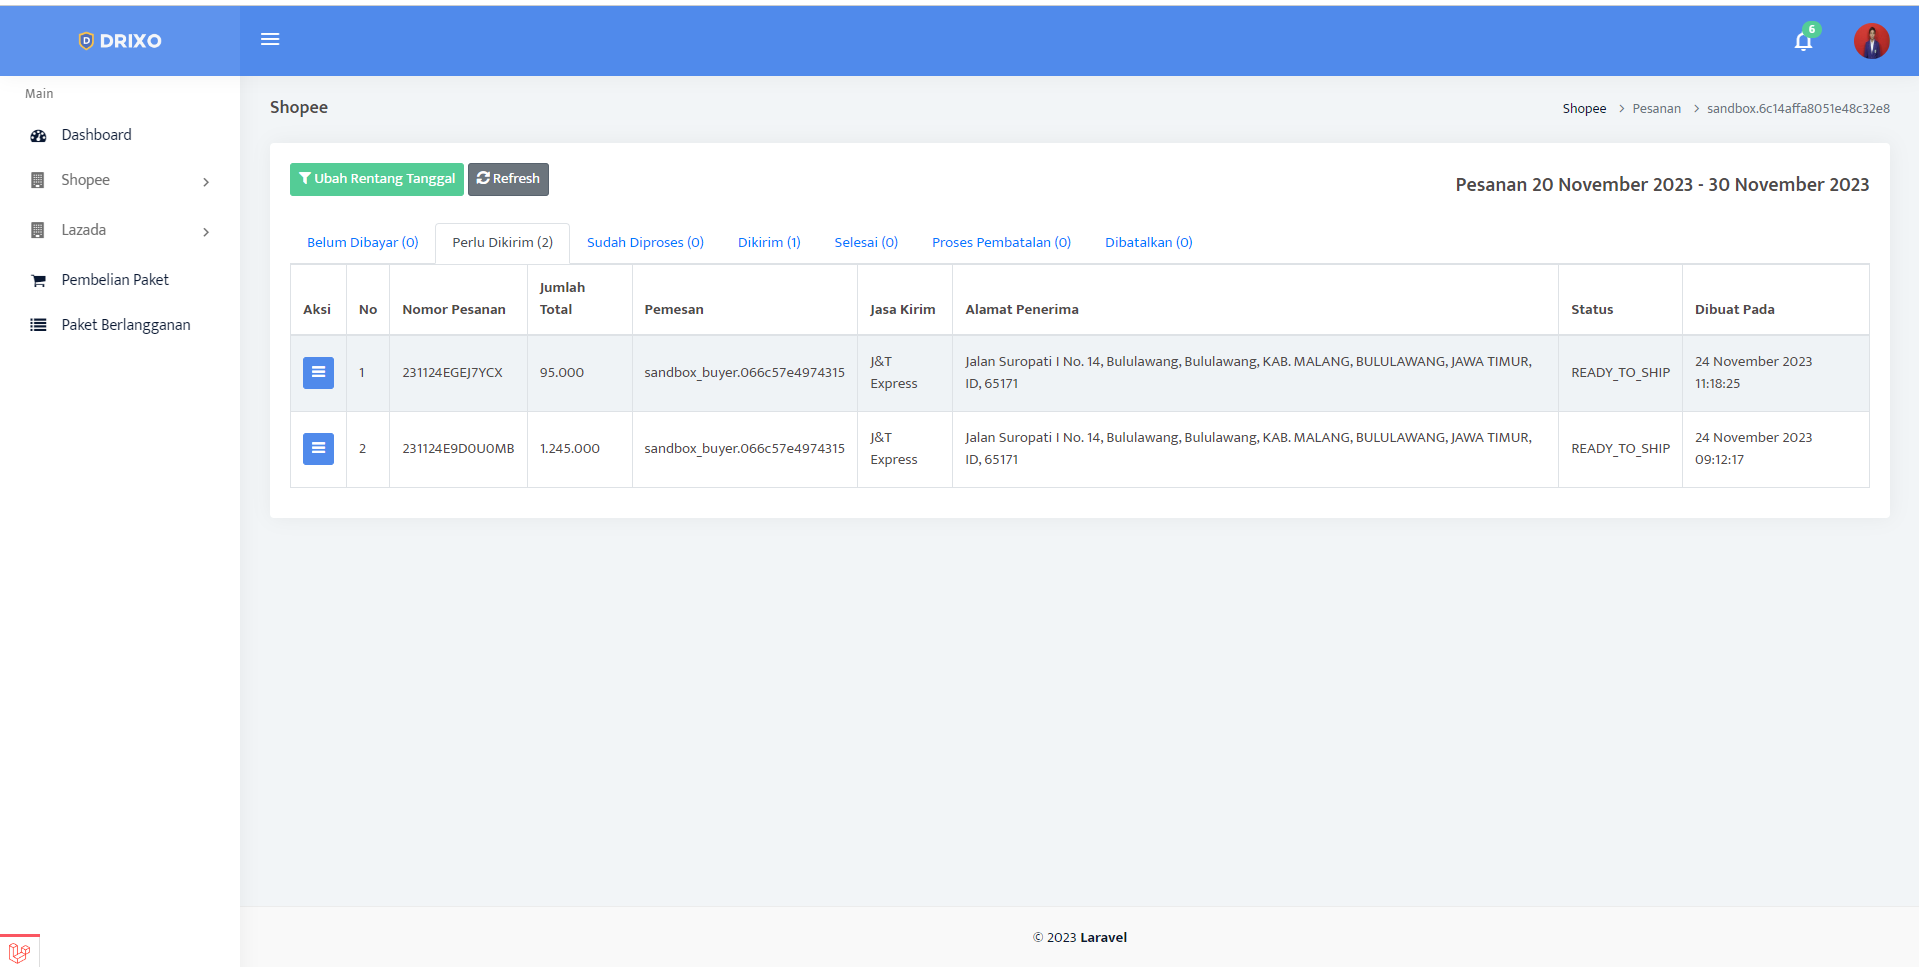 DRIXO
6
Main
Dashboard
Shopee
Lazada
Pembelian Paket
Paket Berlangganan
Shopee
Shopee > Pesanan > sandbox.6c14affa8051e48c32e8
Ubah Rentang Tanggal Refresh
Pesanan 20 November 2023 - 30 November 2023
Belum Dibayar (0) Perlu Dikirim (2) Sudah Diproses (0) Dikirim (1) Selesai (0) Proses Pembatalan (0) Dibatalkan (0)
Aksi No Nomor Pesanan Jumlah Total Pemesan Jasa Kirim Alamat Penerima Status Dibuat Pada
1 231124EGEJ7YCX 95.000 sandbox_buyer.066c57e4974315 J&T Express Jalan Suropati I No. 14, Bululawang, Bululawang, KAB. MALANG, BULULAWANG, JAWA TIMUR, ID, 65171 READY_TO_SHIP 24 November 2023 11:18:25
2 231124E9D0U0MB 1.245.000 sandbox_buyer.066c57e4974315 J&T Express Jalan Suropati I No. 14, Bululawang, Bululawang, KAB. MALANG, BULULAWANG, JAWA TIMUR, ID, 65171 READY_TO_SHIP 24 November 2023 09:12:17
© 2023 Laravel